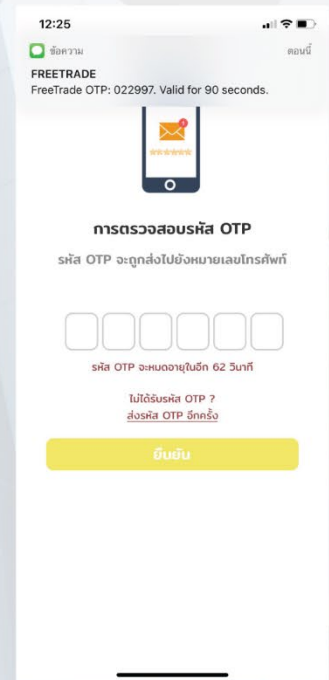 12:25
ข้อความ
ตอนนี้
FREETRADE
FreeTrade OTP: 022997. Valid for 90 seconds.
การตรวจสอบรหัส OTP
รหัส OTP จะถูกส่งไปยังหมายเลขโทรศัพท์
รหัส OTP จะหมดอายุในอีก 62 วินาที
ไม่ได้รับรหัส OTP ?
ส่งรหัส OTP อีกครั้ง
ยืนยัน